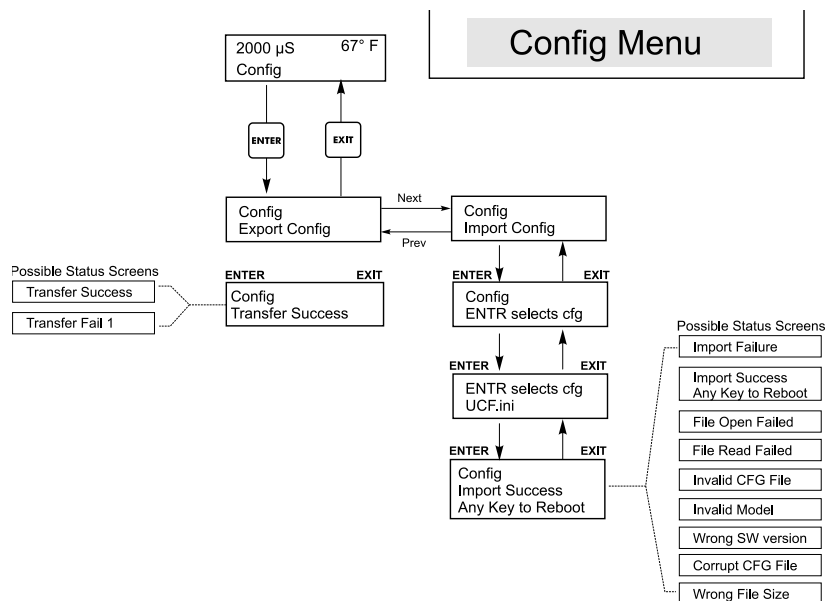 Config Menu
2000 µS 67° F
Config
ENTER
EXIT
Config
Export Config
Next
Prev
Config
Import Config
Possible Status Screens
Transfer Success
Transfer Fail 1
ENTER EXIT
Config
Transfer Success
ENTER EXIT
Config
ENTR selects cfg
ENTER EXIT
ENTR selects cfg
UCF.ini
ENTER EXIT
Config
Import Success
Any Key to Reboot
Possible Status Screens
Import Failure
Import Success
Any Key to Reboot
File Open Failed
File Read Failed
Invalid CFG File
Invalid Model
Wrong SW version
Corrupt CFG File
Wrong File Size